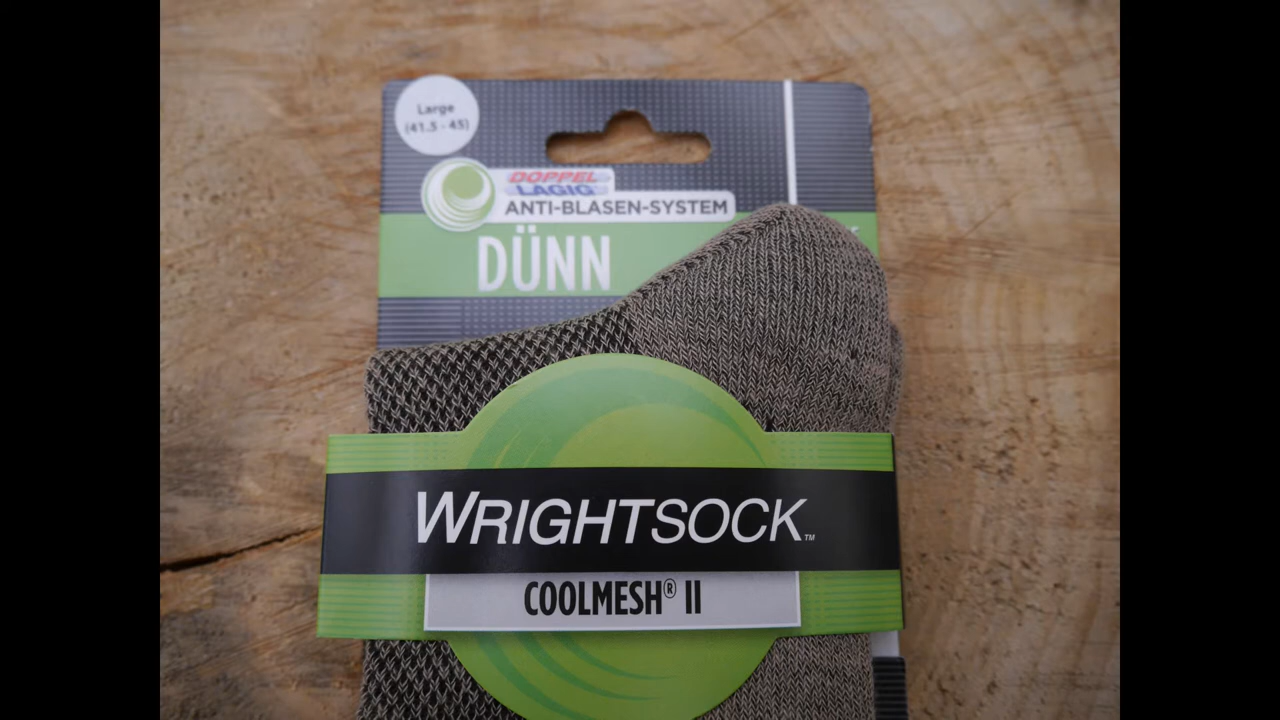 Large
(41.5 - 45)
DOPPEL
LAGIG
ANTI-BLASEN-SYSTEM
DÜNN
WRIGHTSOCK™
COOLMESH® II